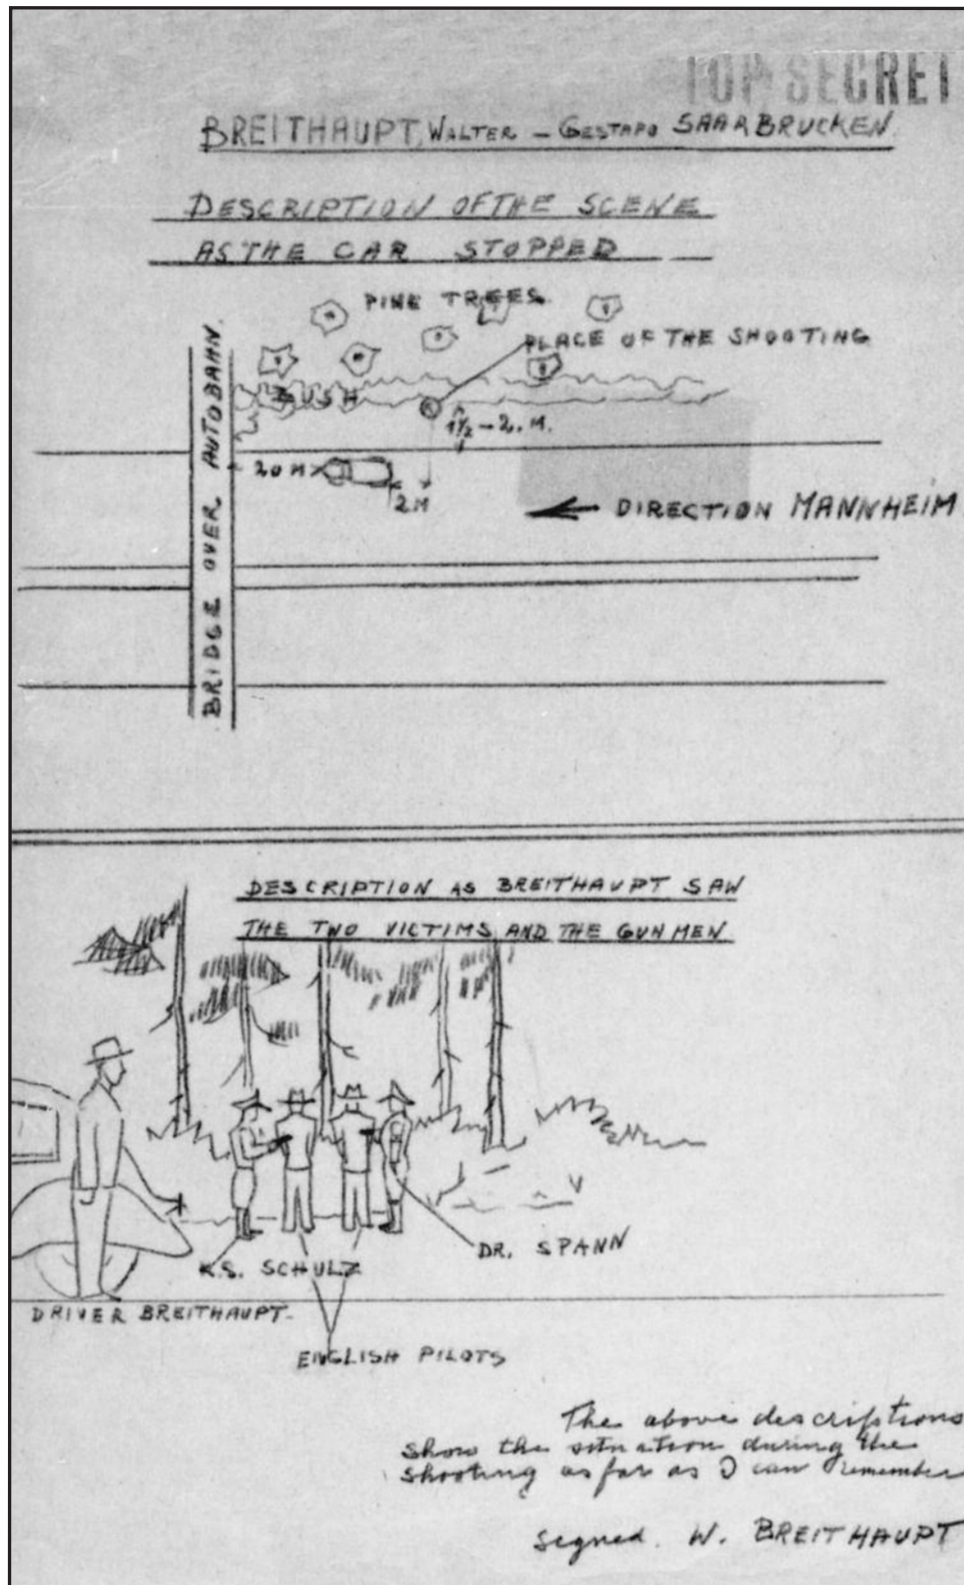 TOP SECRET
BREITHAUPT, WALTER – GESTAPO SAARBRUCKEN.
DESCRIPTION OF THE SCENE
AS THE CAR STOPPED
PINE TREES
PLACE OF THE SHOOTING
BUSH
1½ – 2. M.
20 M
2 M
DIRECTION MANNHEIM
BRIDGE OVER AUTOBAHN.
DESCRIPTION AS BREITHAUPT SAW
THE TWO VICTIMS AND THE GUNMEN
K.S. SCHULZ
DR. SPANN
DRIVER BREITHAUPT.
ENGLISH PILOTS
The above descriptions
show the situation during the
shooting as far as I can remember
signed. W. BREITHAUPT